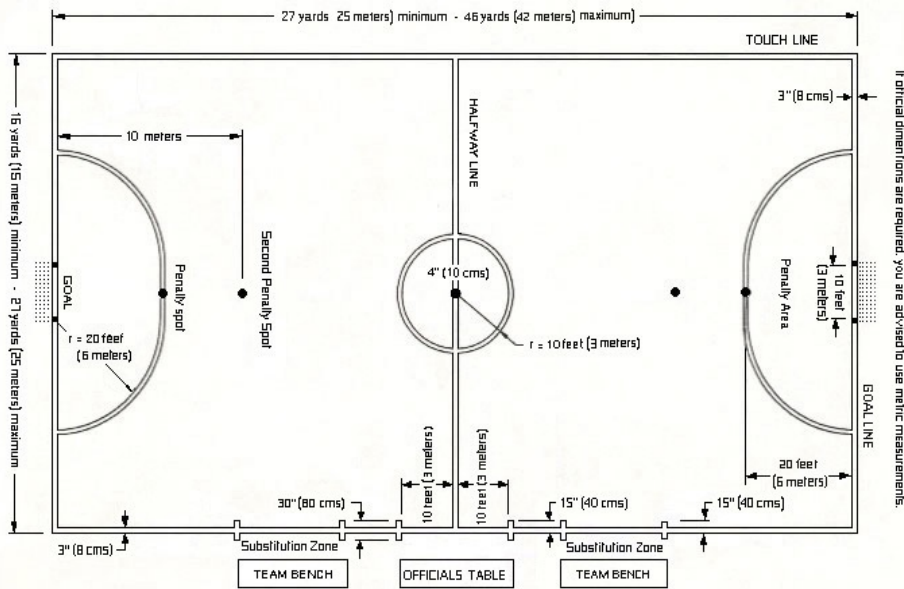 27 yards 25 meters) minimum - 46 yards (42 meters) maximum)
TOUCH LINE
3" (8 cms)
If official dimentions are required, you are advised to use metric measurements.
16 yards (15 meters) minimum - 27 yards (25 meters) maximum
10 meters
HALFWAY LINE
Second Penally Spot
Penally spot
GOAL
r = 20 feef
(6 meters)
4" (10 cms)
r = 10 feet (3 meters)
Penally Area
10 feet
(3 meters)
GOAL LINE
20 feet
(6 meters)
10 feet (3 meters)
10 feet (3 meters)
30" (80 cms)
15" (40 cms)
15" (40 cms)
3" (8 cms)
Substitution Zone
Substitution Zone
TEAM BENCH
OFFICIALS TABLE
TEAM BENCH